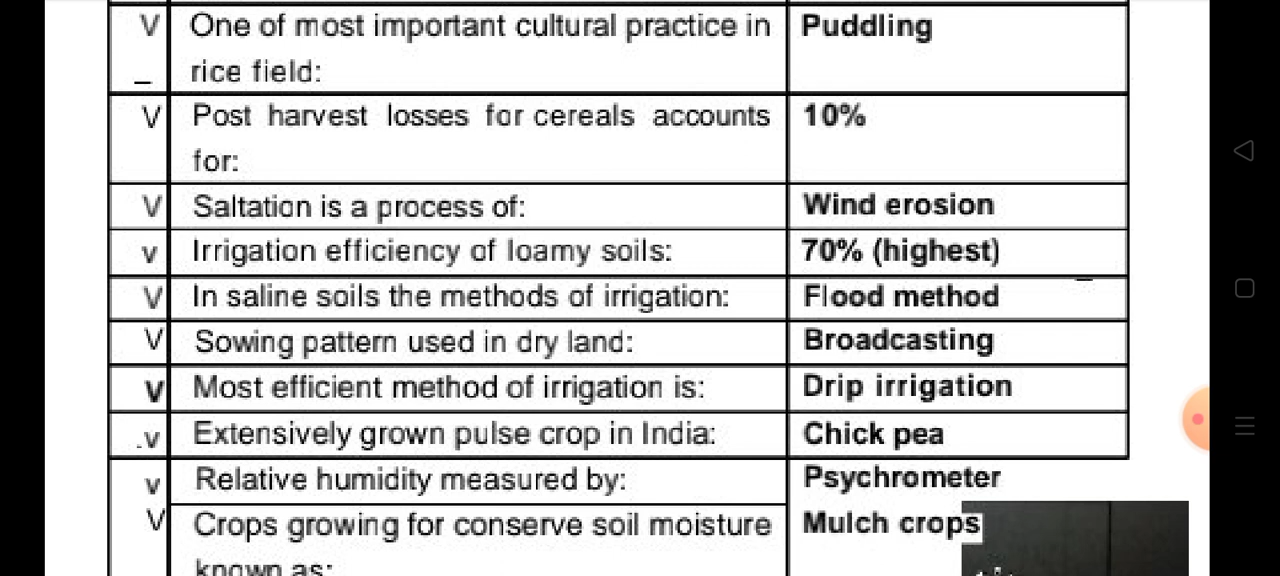 V One of most important cultural practice in Puddling
_ rice field:
V Post harvest losses for cereals accounts 10%
for:
V Saltation is a process of: Wind erosion
v Irrigation efficiency of loamy soils: 70% (highest)
V In saline soils the methods of irrigation: Flood method
V Sowing pattern used in dry land: Broadcasting
v Most efficient method of irrigation is: Drip irrigation
.v Extensively grown pulse crop in India: Chick pea
v Relative humidity measured by: Psychrometer
V Crops growing for conserve soil moisture Mulch crops
known as: